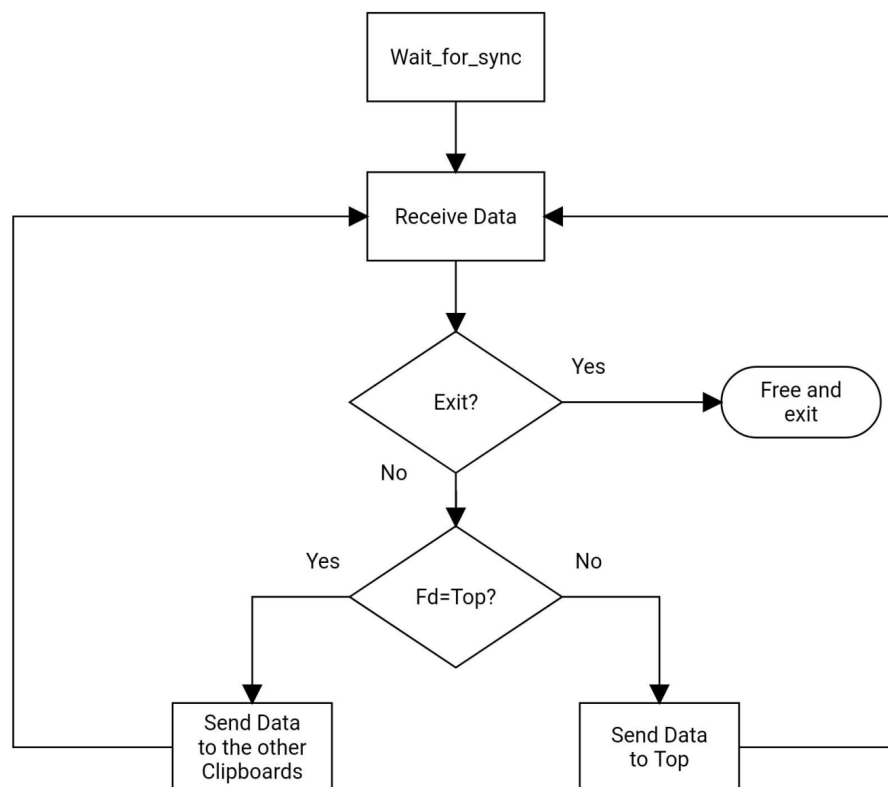 Wait_for_sync
Receive Data
Yes
Exit?
Free and
exit
No
Yes
No
Fd=Top?
Send Data
to the other
Clipboards
Send Data
to Top